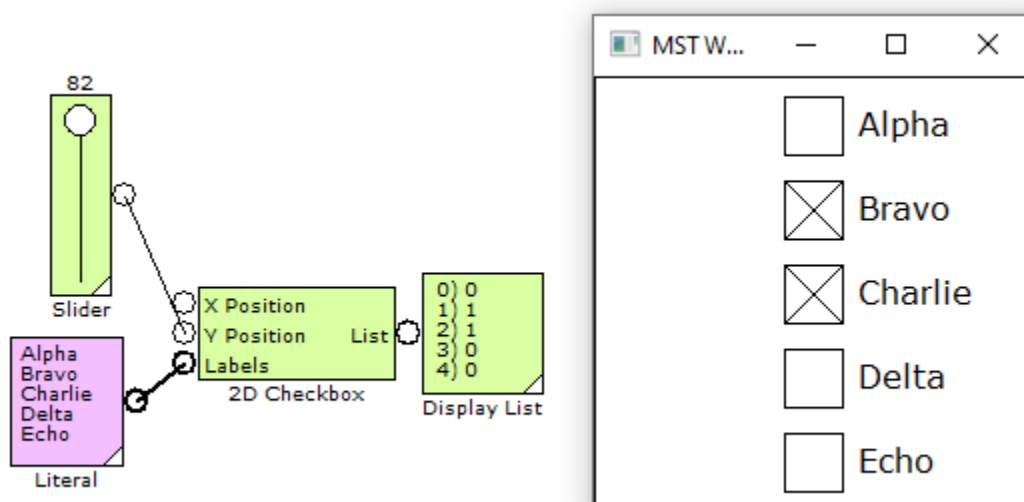 82
Slider
Alpha
Bravo
Charlie
Delta
Echo
Literal
X Position
Y Position
List
Labels
2D Checkbox
0) 0
1) 1
2) 1
3) 0
4) 0
Display List
MST W...
Alpha
Bravo
Charlie
Delta
Echo